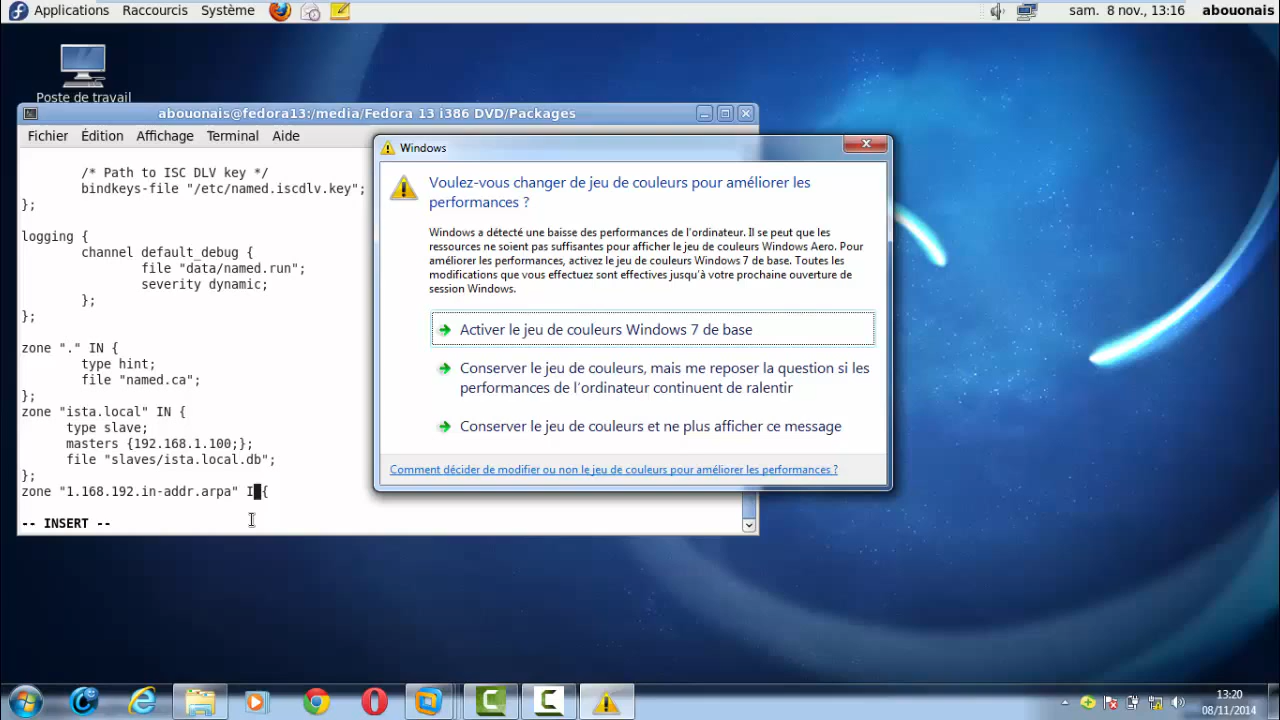 Applications Raccourcis Système
sam. 8 nov., 13:16 abouonais
Poste de travail
abouonais@fedora13:/media/Fedora 13 i386 DVD/Packages
Fichier Édition Affichage Terminal Aide
/* Path to ISC DLV key */
bindkeys-file "/etc/named.iscdlv.key";
};
logging {
channel default_debug {
file "data/named.run";
severity dynamic;
};
};
zone "." IN {
type hint;
file "named.ca";
};
zone "ista.local" IN {
type slave;
masters {192.168.1.100;};
file "slaves/ista.local.db";
};
zone "1.168.192.in-addr.arpa" I {
-- INSERT --
Windows
Voulez-vous changer de jeu de couleurs pour améliorer les
performances ?
Windows a détecté une baisse des performances de l'ordinateur. Il se peut que les
ressources ne soient pas suffisantes pour afficher le jeu de couleurs Windows Aero. Pour
améliorer les performances, activez le jeu de couleurs Windows 7 de base. Toutes les
modifications que vous effectuez sont effectives jusqu'à votre prochaine ouverture de
session Windows.
Activer le jeu de couleurs Windows 7 de base
Conserver le jeu de couleurs, mais me reposer la question si les
performances de l'ordinateur continuent de ralentir
Conserver le jeu de couleurs et ne plus afficher ce message
Comment décider de modifier ou non le jeu de couleurs pour améliorer les performances ?
13:20
08/11/2014